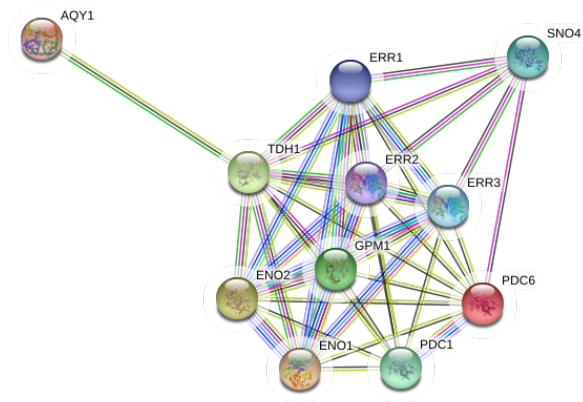 AQY1
SNO4
ERR1
TDH1
ERR2
ERR3
GPM1
ENO2
PDC6
ENO1
PDC1